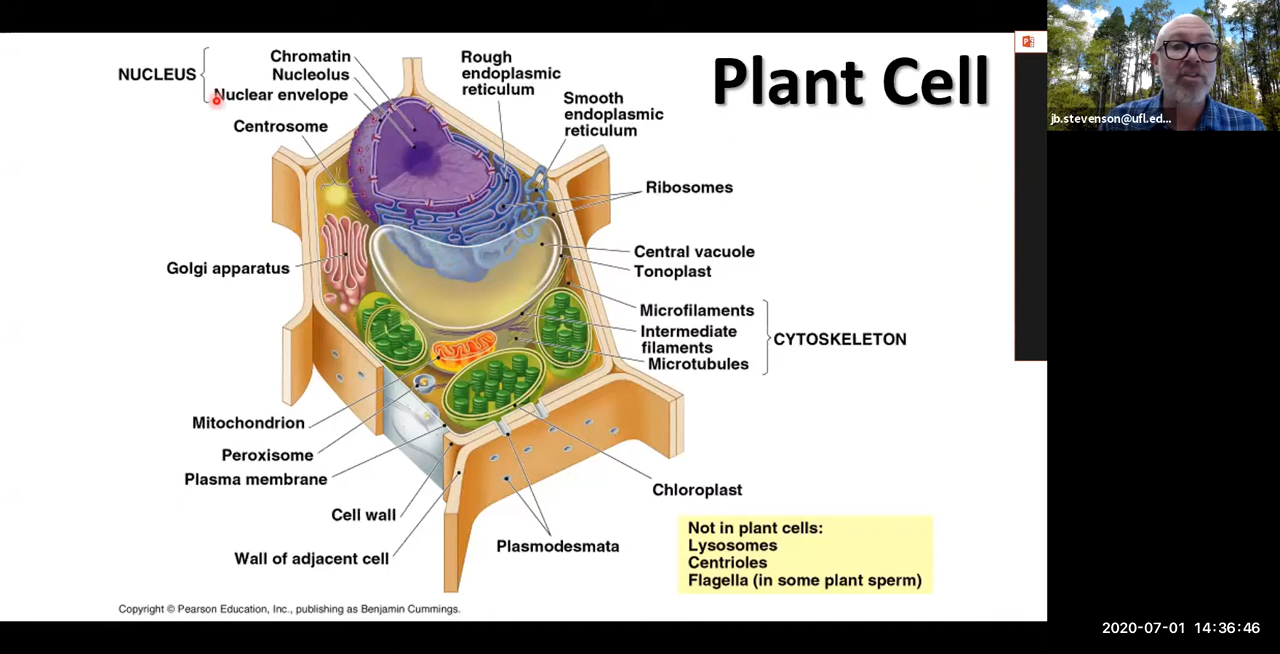 Plant Cell
NUCLEUS
Chromatin
Nucleolus
Nuclear envelope
Centrosome
Rough
endoplasmic
reticulum
Smooth
endoplasmic
reticulum
Ribosomes
Golgi apparatus
Central vacuole
Tonoplast
Microfilaments
Intermediate
filaments
Microtubules
CYTOSKELETON
Mitochondrion
Peroxisome
Plasma membrane
Cell wall
Wall of adjacent cell
Plasmodesmata
Chloroplast
Not in plant cells:
Lysosomes
Centrioles
Flagella (in some plant sperm)
Copyright © Pearson Education, Inc., publishing as Benjamin Cummings.
jb.stevenson@ufl.ed...
2020-07-01 14:36:46